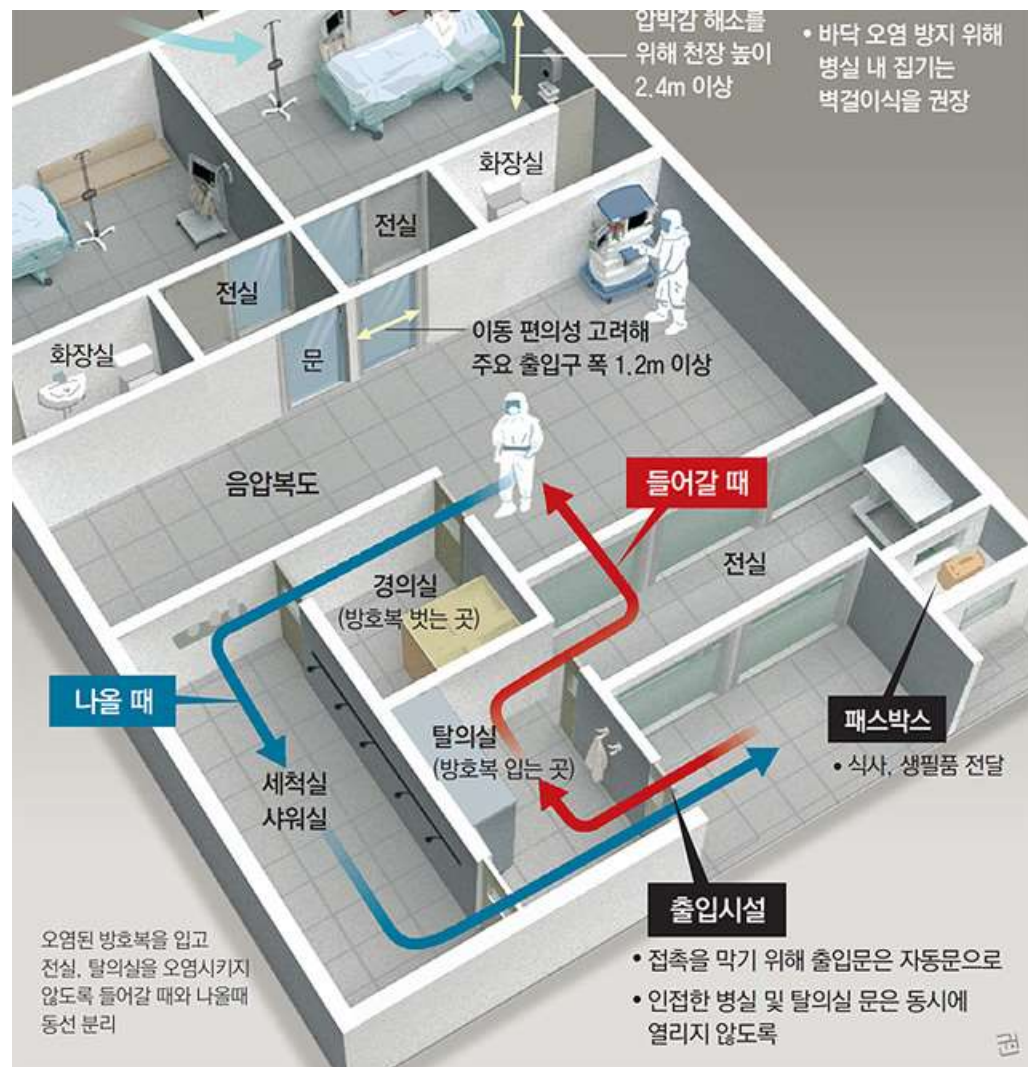 압박감 해소를
위해 천장 높이
2.4m 이상
• 바닥 오염 방지 위해
병실 내 집기는
벽걸이식을 권장
화장실
전실
전실
화장실
문
이동 편의성 고려해
주요 출입구 폭 1.2m 이상
음압복도
들어갈 때
전실
경의실
(방호복 벗는 곳)
나올 때
탈의실
(방호복 입는 곳)
패스박스
• 식사, 생필품 전달
세척실
샤워실
출입시설
• 접촉을 막기 위해 출입문은 자동문으로
• 인접한 병실 및 탈의실 문은 동시에
열리지 않도록
오염된 방호복을 입고
전실, 탈의실을 오염시키지
않도록 들어갈 때와 나올때
동선 분리